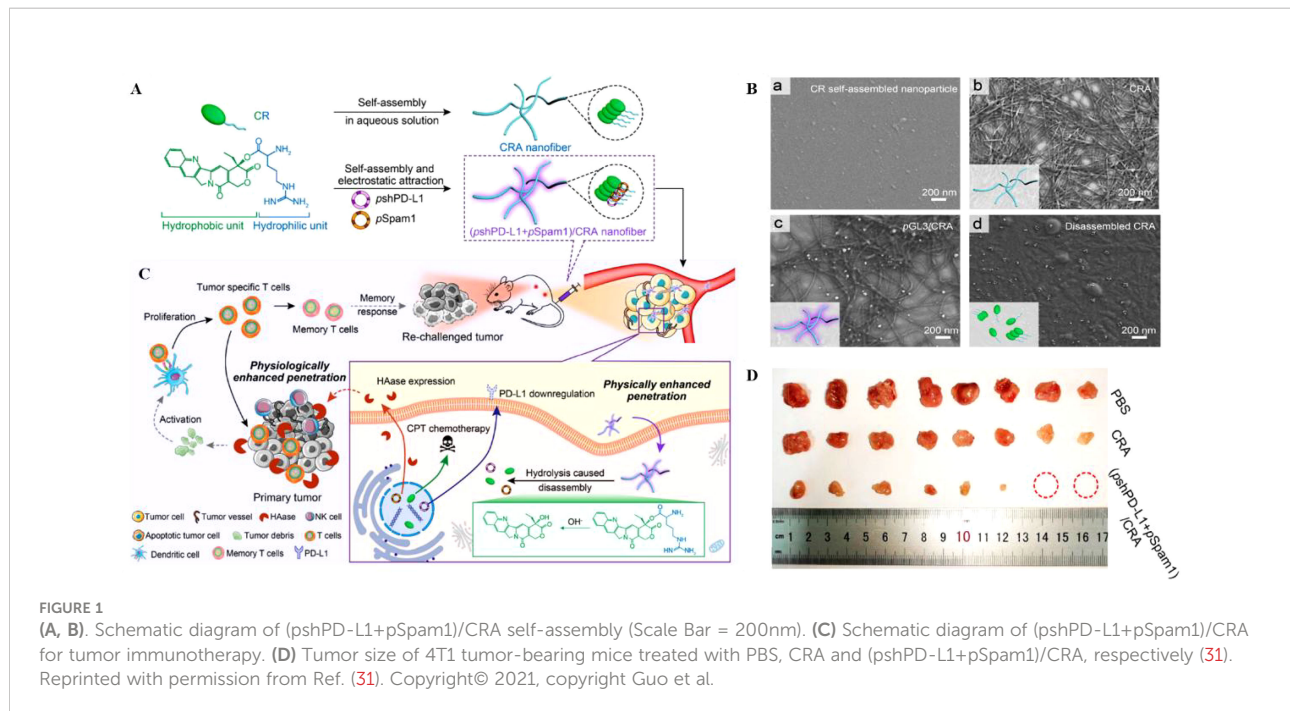 A
CR
Self-assembly
in aqueous solution
CRA nanofiber
Self-assembly and
electrostatic attraction
pshPD-L1
pSpam1
(pshPD-L1+pSpam1)/CRA nanofiber
O
NH2
N
N
O
O
O
O
NH
HN
NH2
Hydrophobic unit
Hydrophilic unit
B
a
CR self-assembled nanoparticle
200 nm
b
CRA
200 nm
c
pGL3/CRA
200 nm
d
Disassembled CRA
200 nm
C
Tumor specific T cells
Proliferation
Memory T cells
Memory
response
Re-challenged tumor
Activation
Physiologically
enhanced penetration
Primary tumor
HAase expression
PD-L1 downregulation
Physically enhanced
penetration
CPT chemotherapy
Hydrolysis caused
disassembly
OH-
Tumor cell
Tumor vessel
HAase
NK cell
Apoptotic tumor cell
Tumor debris
T cells
Dendritic cell
Memory T cells
PD-L1
D
PBS
CRA
(pshPD-L1+pSpam1)
/CRA
cm 1 2 3 4 5 6 7 8 9 10 11 12 13 14 15 16 17
FIGURE 1
(A, B). Schematic diagram of (pshPD-L1+pSpam1)/CRA self-assembly (Scale Bar = 200nm). (C) Schematic diagram of (pshPD-L1+pSpam1)/CRA
for tumor immunotherapy. (D) Tumor size of 4T1 tumor-bearing mice treated with PBS, CRA and (pshPD-L1+pSpam1)/CRA, respectively (31).
Reprinted with permission from Ref. (31). Copyright© 2021, copyright Guo et al.